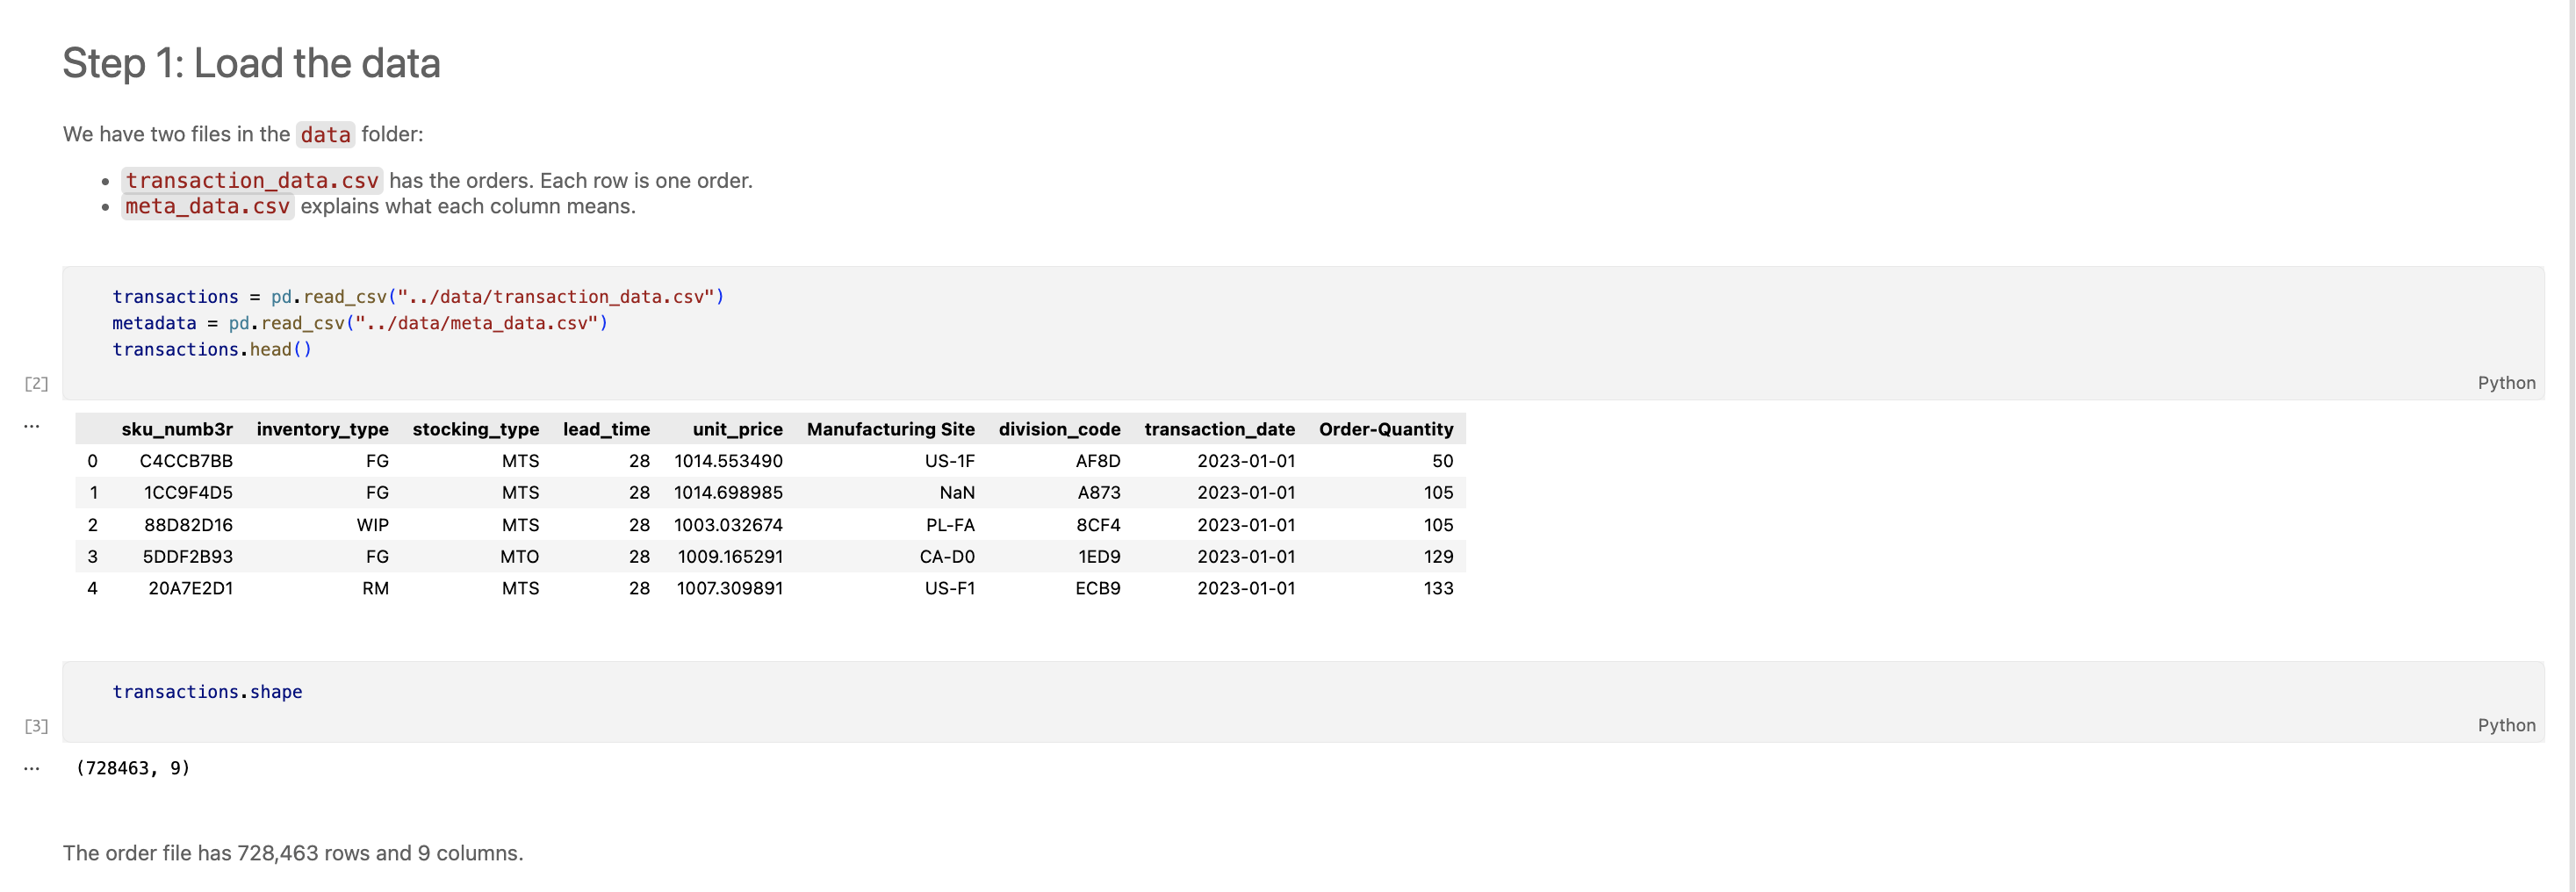 Step 1: Load the data
We have two files in the data folder:
• transaction_data.csv has the orders. Each row is one order.
• meta_data.csv explains what each column means.
transactions = pd.read_csv("../data/transaction_data.csv")
metadata = pd.read_csv("../data/meta_data.csv")
transactions.head()
[2]
Python
...
sku_numb3r inventory_type stocking_type lead_time unit_price Manufacturing Site division_code transaction_date Order-Quantity
0 C4CCB7BB FG MTS 28 1014.553490 US-1F AF8D 2023-01-01 50
1 1CC9F4D5 FG MTS 28 1014.698985 NaN A873 2023-01-01 105
2 88D82D16 WIP MTS 28 1003.032674 PL-FA 8CF4 2023-01-01 105
3 5DDF2B93 FG MTO 28 1009.165291 CA-D0 1ED9 2023-01-01 129
4 20A7E2D1 RM MTS 28 1007.309891 US-F1 ECB9 2023-01-01 133
transactions.shape
[3]
Python
...
(728463, 9)
The order file has 728,463 rows and 9 columns.